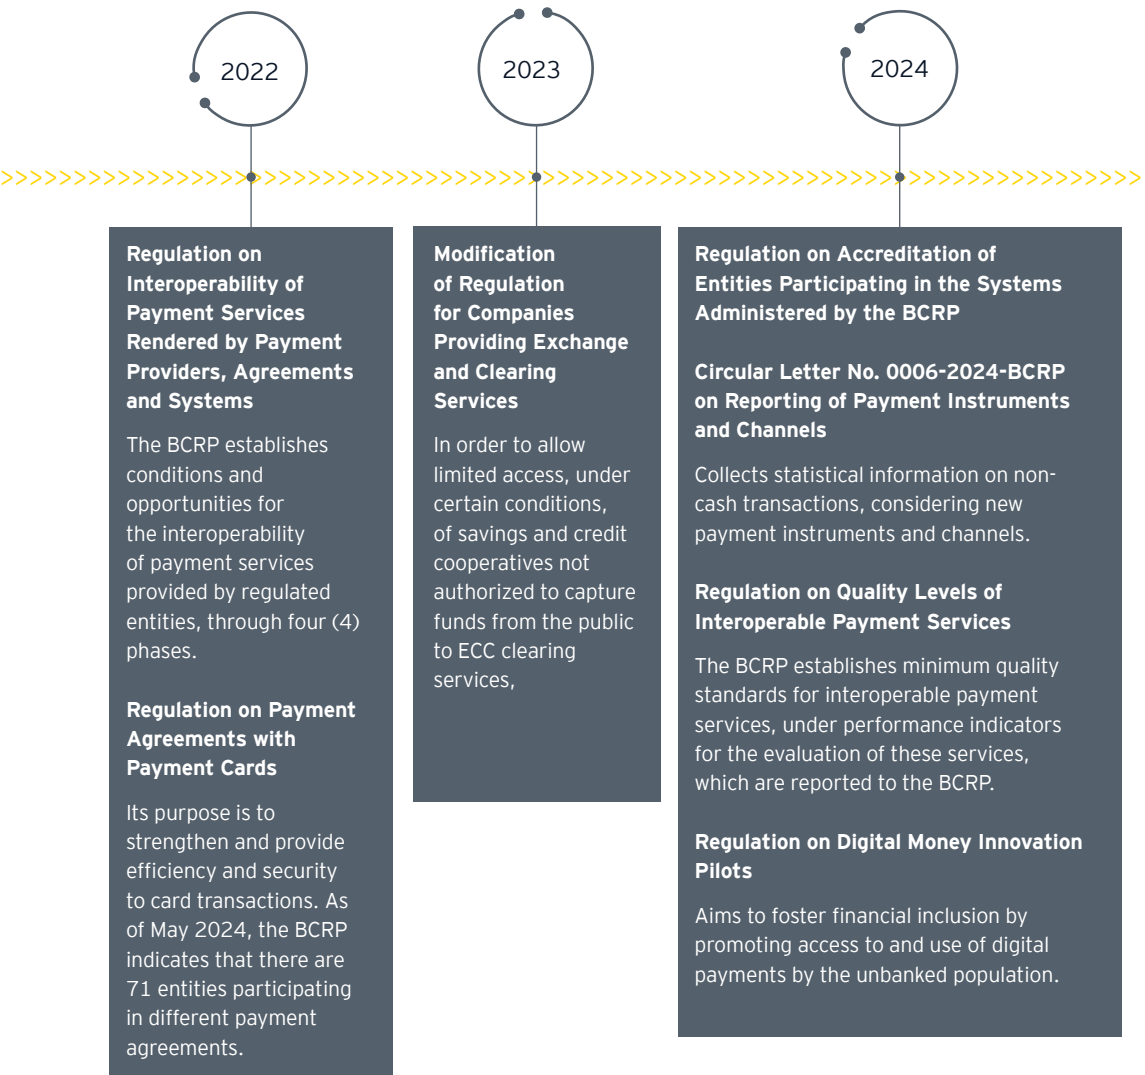 2022
Regulation on
Interoperability of
Payment Services
Rendered by Payment
Providers, Agreements
and Systems
The BCRP establishes
conditions and
opportunities for
the interoperability
of payment services
provided by regulated
entities, through four (4)
phases.
Regulation on Payment
Agreements with
Payment Cards
Its purpose is to
strengthen and provide
efficiency and security
to card transactions. As
of May 2024, the BCRP
indicates that there are
71 entities participating
in different payment
agreements.
2023
Modification
of Regulation
for Companies
Providing Exchange
and Clearing
Services
In order to allow
limited access, under
certain conditions,
of savings and credit
cooperatives not
authorized to capture
funds from the public
to ECC clearing
services,
2024
Regulation on Accreditation of
Entities Participating in the Systems
Administered by the BCRP
Circular Letter No. 0006-2024-BCRP
on Reporting of Payment Instruments
and Channels
Collects statistical information on non-
cash transactions, considering new
payment instruments and channels.
Regulation on Quality Levels of
Interoperable Payment Services
The BCRP establishes minimum quality
standards for interoperable payment
services, under performance indicators
for the evaluation of these services,
which are reported to the BCRP.
Regulation on Digital Money Innovation
Pilots
Aims to foster financial inclusion by
promoting access to and use of digital
payments by the unbanked population.